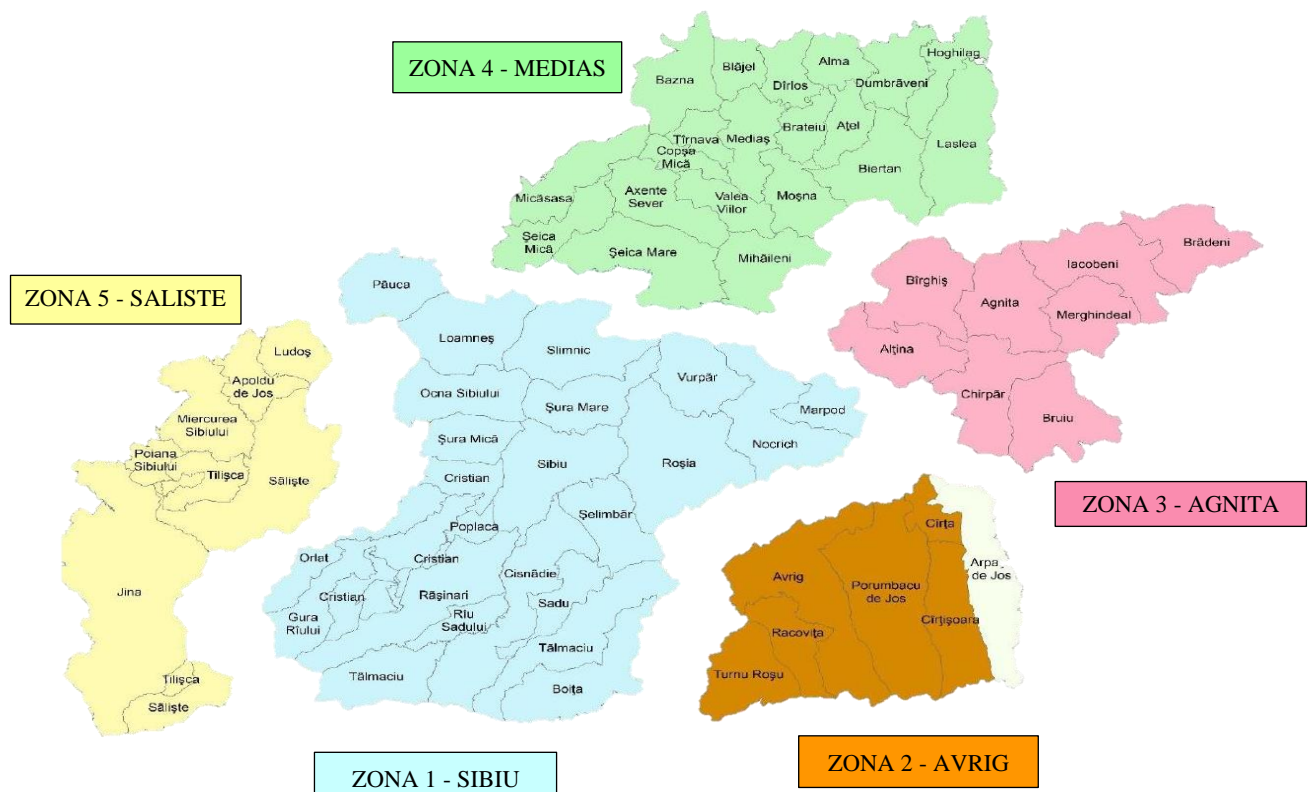 ZONA 4 - MEDIAS
Hoghilag
Bazna
Blăjel
Dîrlos
Alma
Dumbrăveni
Tîrnava
Mediaş
Brateiu
Aţel
Laslea
Copşa
Mică
Biertan
Micăsasa
Axente
Sever
Valea
Viilor
Moşna
Şeica
Mică
Şeica Mare
Mihăileni
Brădeni
Iacobeni
Bîrghiş
Agnita
Merghindeal
Alţina
Chirpăr
Bruiu
ZONA 3 - AGNITA
ZONA 5 - SALISTE
Ludoş
Apoldu
de Jos
Miercurea
Sibiului
Poiana
Sibiului
Tilişca
Sălişte
Jina
Tilişca
Sălişte
Păuca
Loamneş
Slimnic
Vurpăr
Ocna Sibiului
Şura Mare
Marpod
Nocrich
Şura Mică
Sibiu
Roşia
Cristian
Şelimbăr
Poplaca
Orlat
Cristian
Cisnădie
Cristian
Răşinari
Sadu
Gura
Rîului
Rîu
Sadului
Tălmaciu
Tălmaciu
Boiţa
ZONA 1 - SIBIU
Cîrţa
Arpa
de Jos
Avrig
Porumbacu
de Jos
Cîrţişoara
Racoviţa
Turnu Roşu
ZONA 2 - AVRIG